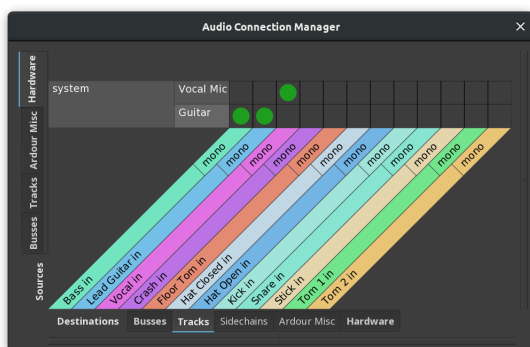 Audio Connection Manager
Hardware
Ardour Misc
Tracks
Busses
Sources
system
Vocal Mic
Guitar
mono
mono
mono
mono
mono
mono
mono
mono
mono
mono
mono
mono
Bass in
Lead Guitar in
Vocal in
Crash in
Floor Tom in
Hat Closed in
Hat Open in
Kick in
Snare in
Stick in
Tom 1 in
Tom 2 in
Destinations Busses Tracks Sidechains Ardour Misc Hardware